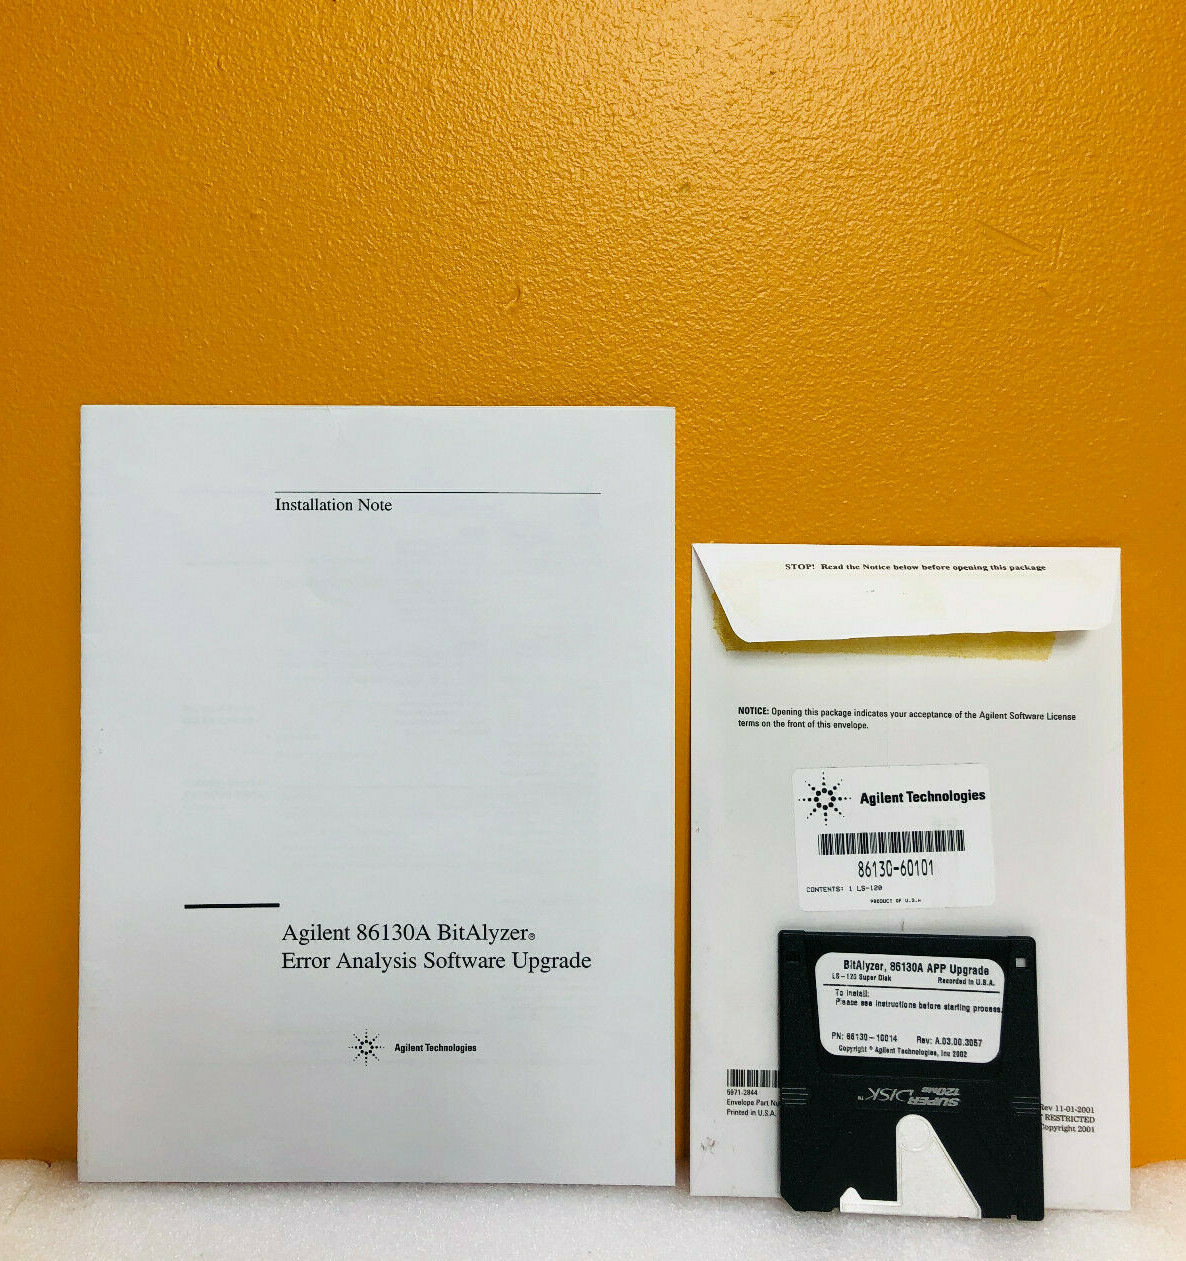 Installation Note
Agilent 86130A BitAlyzer®
Error Analysis Software Upgrade
Agilent Technologies
STOP! Read the Notice below before opening this package
NOTICE: Opening this package indicates your acceptance of the Agilent Software License
terms on the front of this envelope.
Agilent Technologies
86130-60101
CONTENTS: 1 LS-120
PRODUCT OF U.S.A
BitAlyzer, 86130A APP Upgrade
LS-120 Super Disk Recorded in U.S.A.
To Install:
Please see instructions before starting process.
PN: 86130-10014 Rev: A.03.00.3057
Copyright ® Agilent Technologies, Inc 2002
SUPERDISK™
120MB
5971-2844
Envelope Part Nu
Printed in U.S.A.
Rev 11-01-2001
RESTRICTED
Copyright 2001